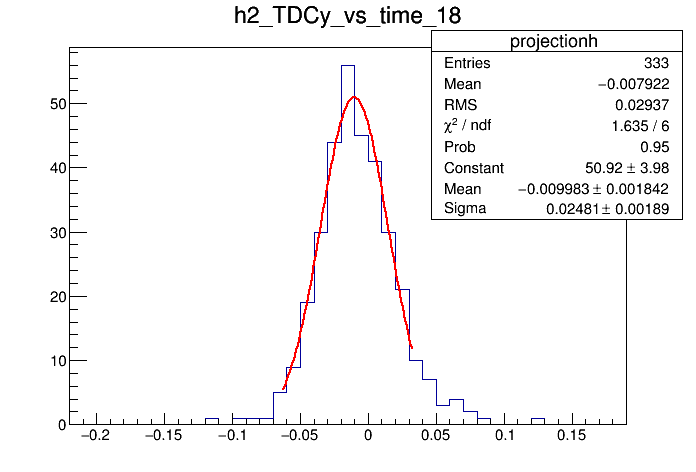 h2_TDCy_vs_time_18
projectionh
Entries 333
Mean −0.007922
RMS 0.02937
χ² / ndf 1.635 / 6
Prob 0.95
Constant 50.92 ± 3.98
Mean −0.009983 ± 0.001842
Sigma 0.02481 ± 0.00189
50
40
30
20
10
0
−0.2 −0.15 −0.1 −0.05 0 0.05 0.1 0.15